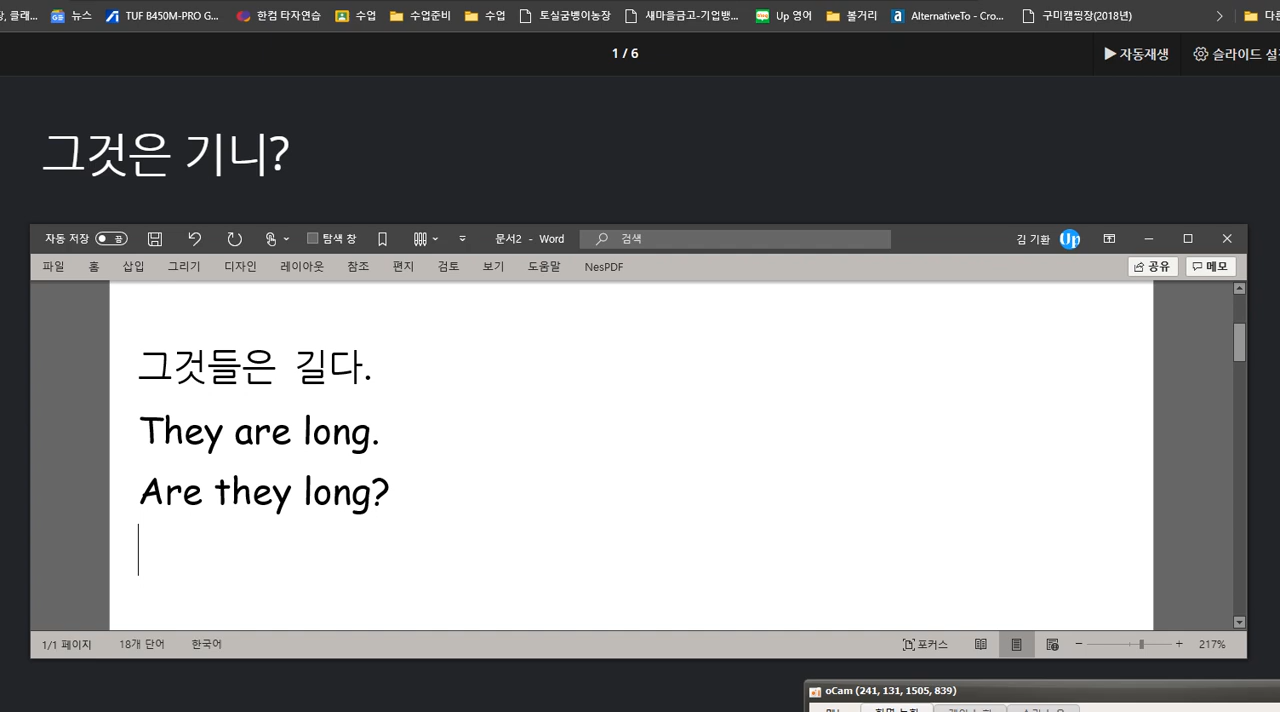 뉴스 TUF B450M-PRO G... 한컴 타자연습 수업 수업준비 수업 토실굼벵이농장 새마을금고-기업뱅... Up 영어 볼거리 AlternativeTo - Cro... 구미캠핑장(2018년)
1 / 6 자동재생 슬라이드
그것은 기니?
자동 저장 끔 탐색 창 문서2 - Word 검색 김 기환 Up
파일 홈 삽입 그리기 디자인 레이아웃 참조 편지 검토 보기 도움말 NesPDF 공유 메모
그것들은 길다.
They are long.
Are they long?
1/1 페이지 18개 단어 한국어 포커스 217%
oCam (241, 131, 1505, 839)